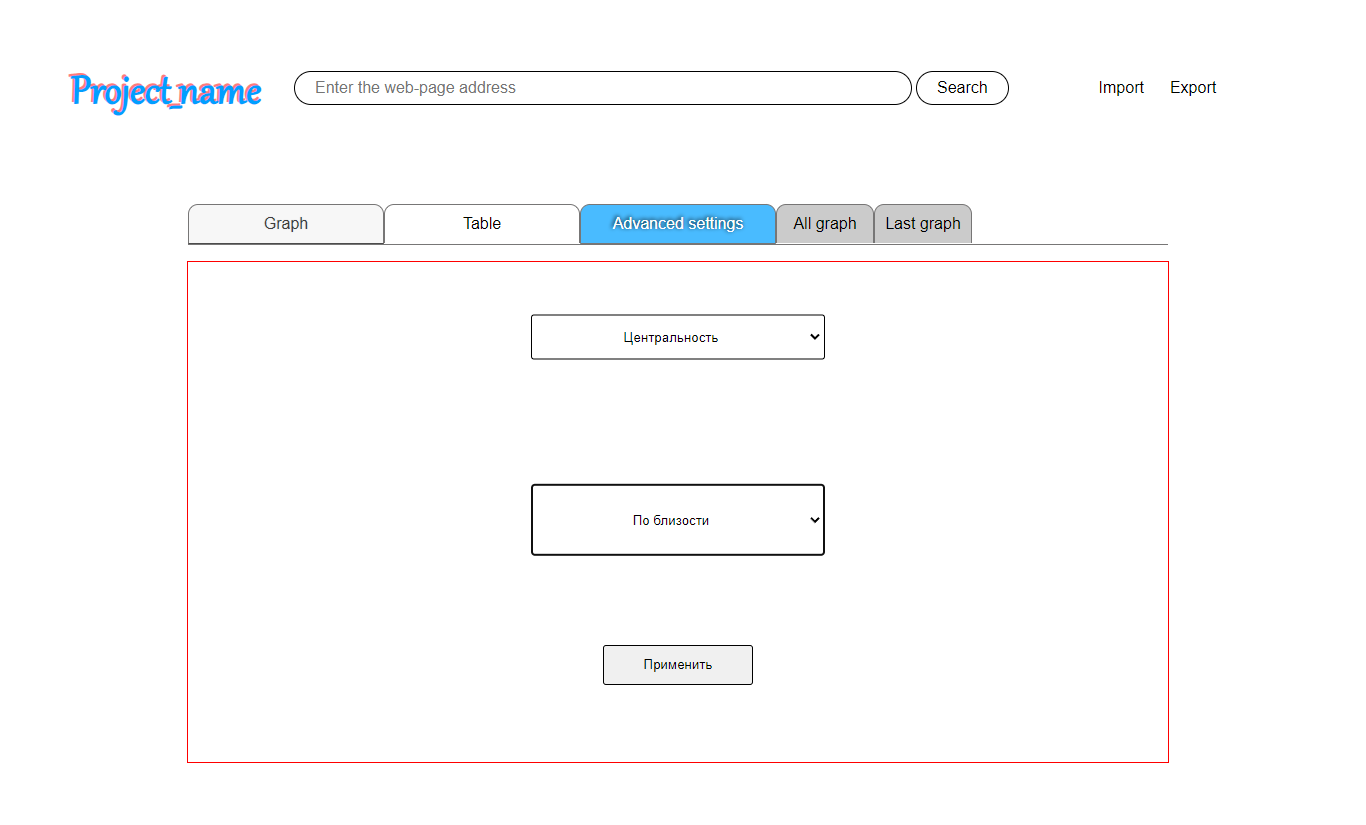 Project_name
Enter the web-page address
Search
Import
Export
Graph
Table
Advanced settings
All graph
Last graph
Центральность
По близости
Применить